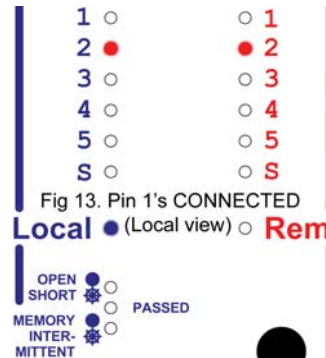 1 1
2 2
3 3
4 4
5 5
S S
Fig 13. Pin 1's CONNECTED
Local (Local view) Rem
OPEN
SHORT
PASSED
MEMORY
INTER-
MITTENT